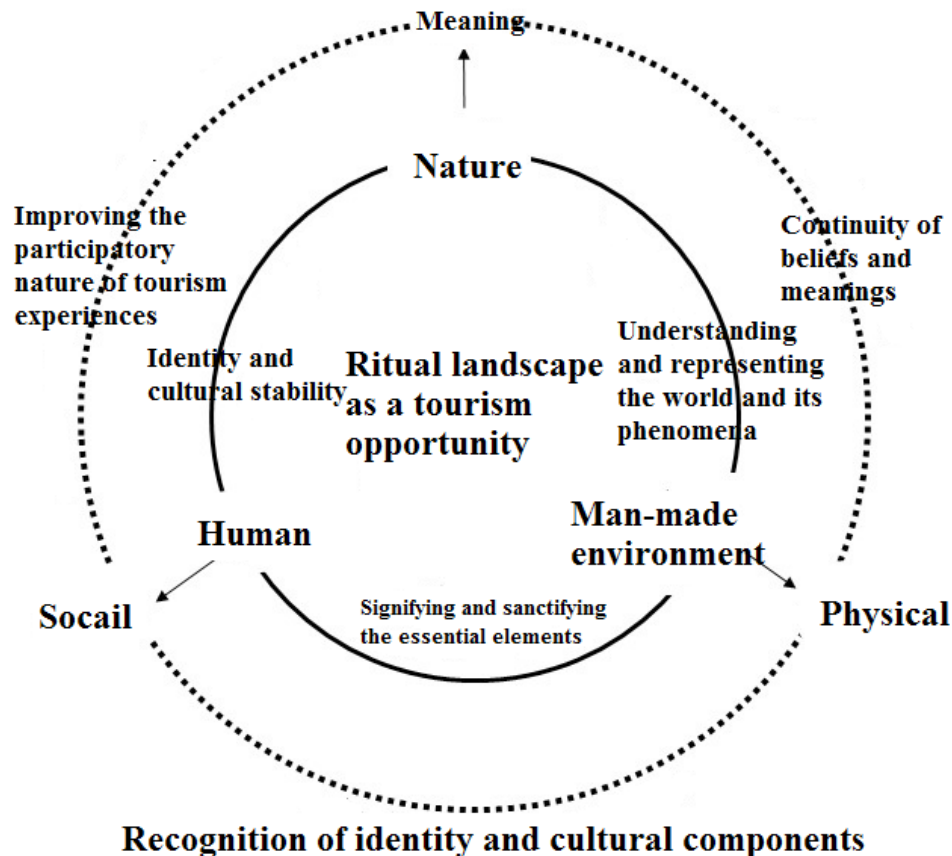 Meaning
Nature
Improving the
participatory
nature of tourism
experiences
Continuity of
beliefs and
meanings
Identity and
cultural stability
Ritual landscape
as a tourism
opportunity
Understanding
and representing
the world and its
phenomena
Human
Man-made
environment
Signifying and sanctifying
the essential elements
Socail
Physical
Recognition of identity and cultural components